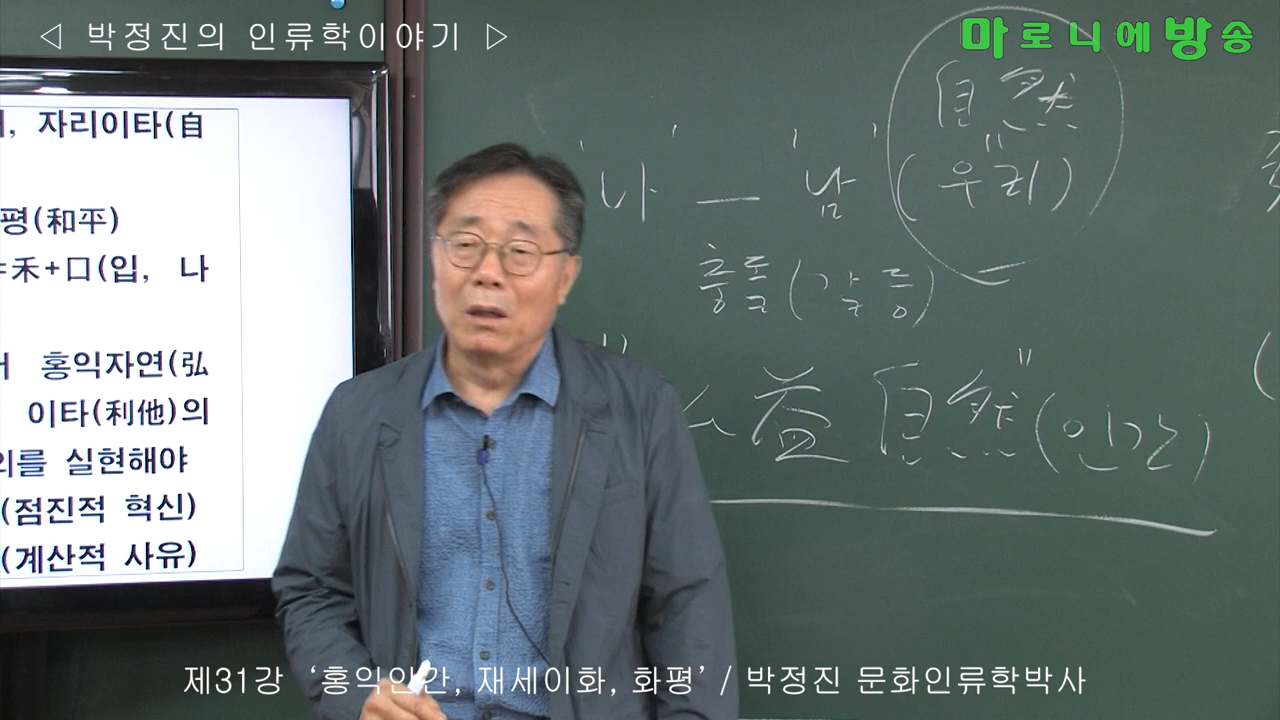 ◁ 박정진의 인류학이야기 ▷
마로니에방송
, 자리이타(自
평(和平)
禾+口(입, 나
홍익자연(弘
이타(利他)의
를 실현해야
(점진적 혁신)
(계산적 사유)
自然
'나' — '남' ("우리)
충돌(갈등)
益 自然"(인간)
제31강 ‘홍익인간, 재세이화, 화평’ / 박정진 문화인류학박사